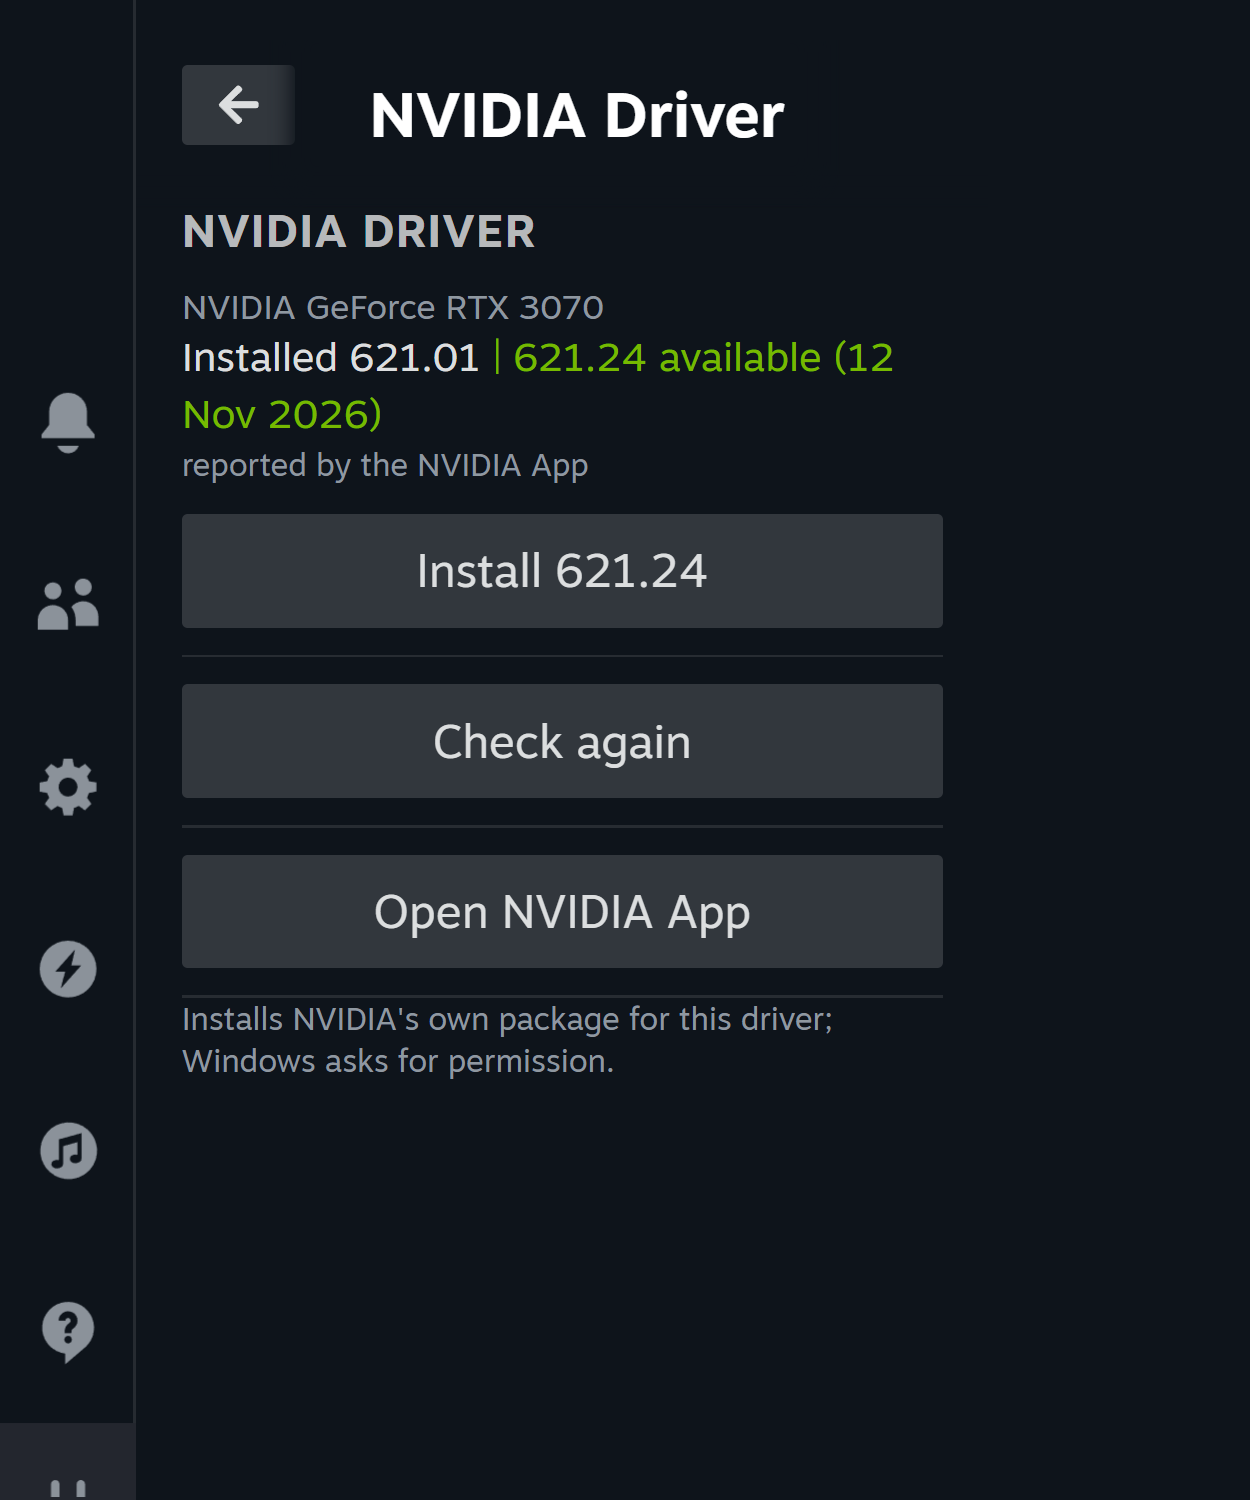 NVIDIA Driver
NVIDIA DRIVER
NVIDIA GeForce RTX 3070
Installed 621.01 | 621.24 available (12
Nov 2026)
reported by the NVIDIA App
Install 621.24
Check again
Open NVIDIA App
Installs NVIDIA's own package for this driver;
Windows asks for permission.